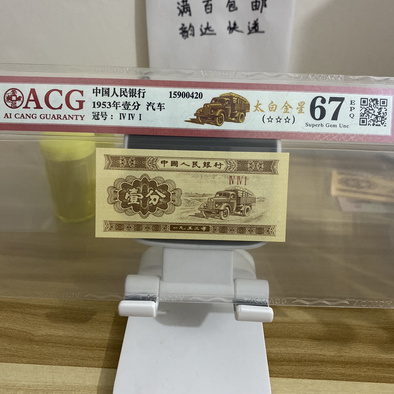 满百包邮
韵达快递
ACG
AI CANG GUARANTY
中国人民银行
1953年壹分 汽车
冠号：ⅣⅣⅠ
15900420
太白金星
(☆☆☆)
67
EPQ
Superb Gem Unc
中国人民银行
ⅣⅣⅠ
壹分
一九五三年